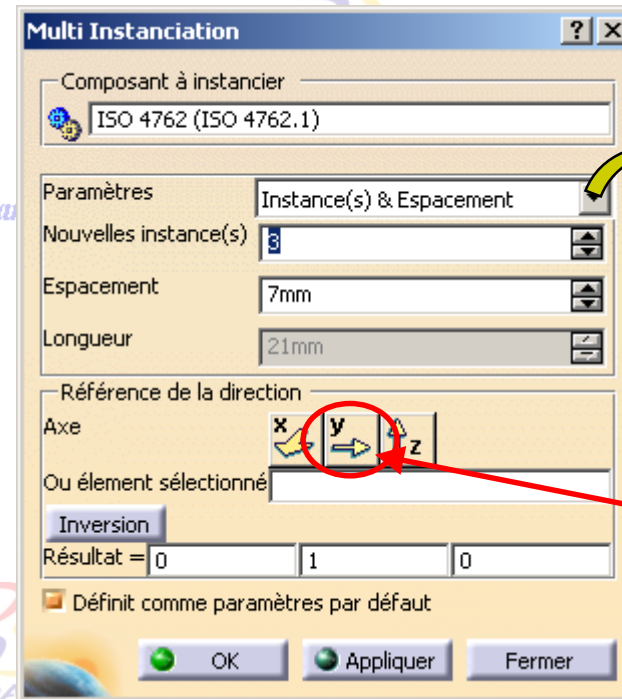 Multi Instanciation
Composant à instancier
ISO 4762 (ISO 4762.1)
Paramètres Instance(s) & Espacement
Nouvelles instance(s) 3
Espacement 7mm
Longueur 21mm
Référence de la direction
Axe x y z
Ou élement sélectionné
Inversion
Résultat = 0 1 0
Définit comme paramètres par défaut
OK Appliquer Fermer